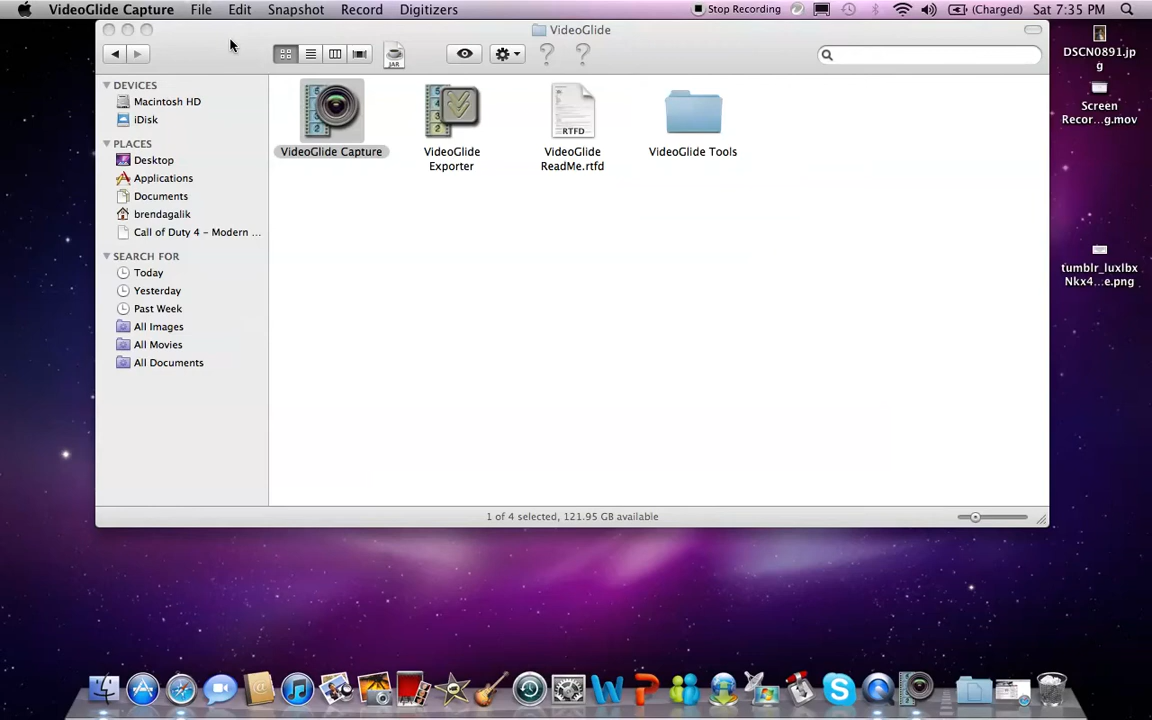 VideoGlide Capture File Edit Snapshot Record Digitizers Stop Recording (Charged) Sat 7:35 PM
VideoGlide
JAR
DEVICES
Macintosh HD
iDisk
PLACES
Desktop
Applications
Documents
brendagalik
Call of Duty 4 – Modern ...
SEARCH FOR
Today
Yesterday
Past Week
All Images
All Movies
All Documents
VideoGlide Capture
VideoGlide
Exporter
RTFD
VideoGlide
ReadMe.rtfd
VideoGlide Tools
1 of 4 selected, 121.95 GB available
DSCN0891.jp
g
Screen
Recor...g.mov
tumblr_luxlbx
Nkx4...e.png